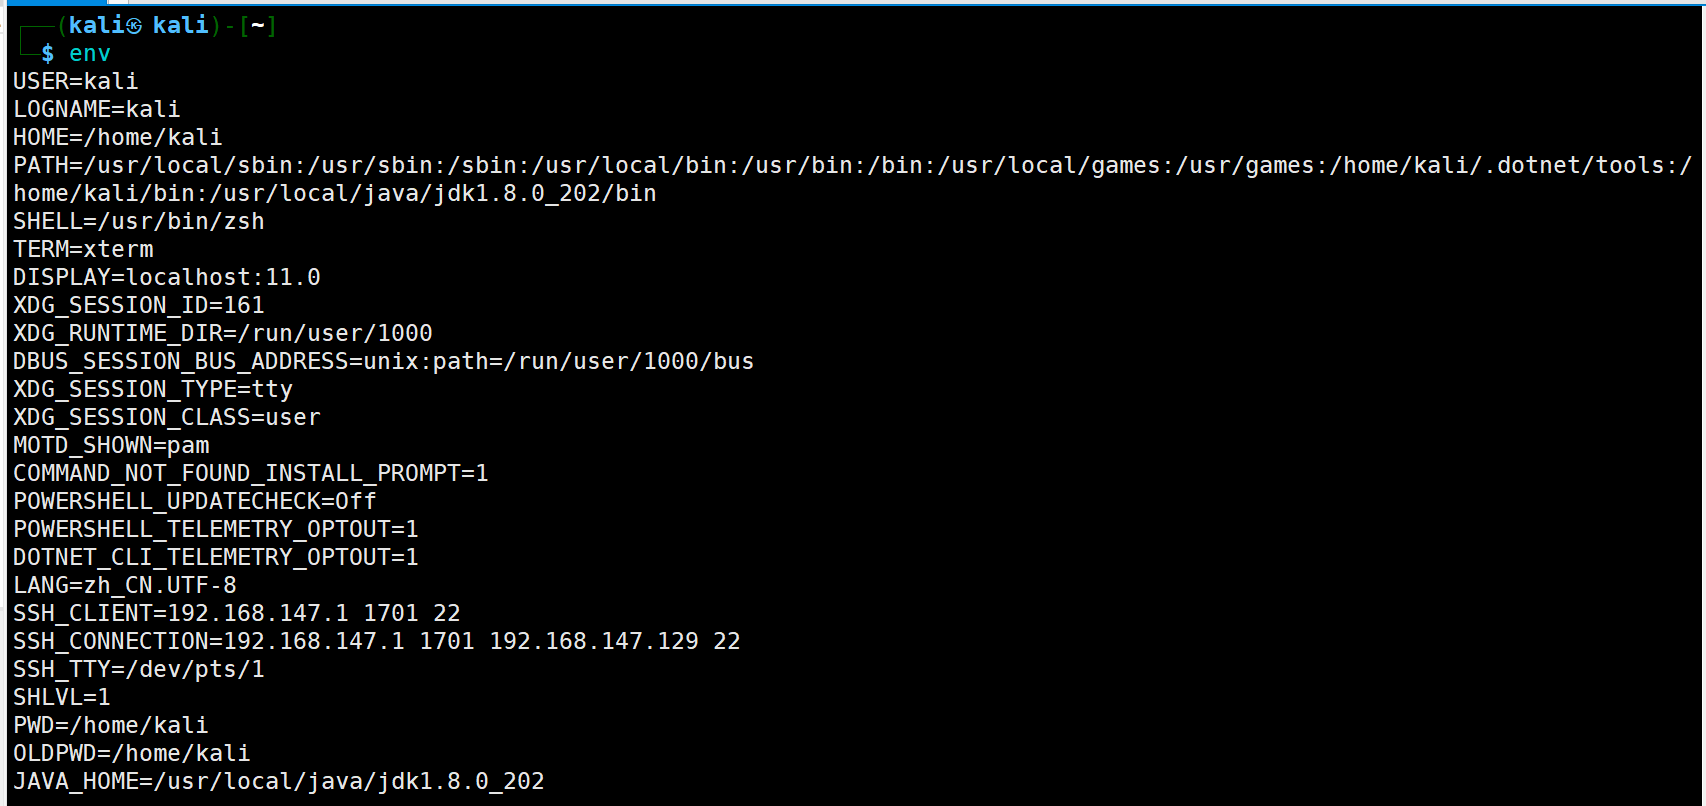 ┌──(kali㉿kali)-[~]
└─$ env
USER=kali
LOGNAME=kali
HOME=/home/kali
PATH=/usr/local/sbin:/usr/sbin:/sbin:/usr/local/bin:/usr/bin:/bin:/usr/local/games:/usr/games:/home/kali/.dotnet/tools:/
home/kali/bin:/usr/local/java/jdk1.8.0_202/bin
SHELL=/usr/bin/zsh
TERM=xterm
DISPLAY=localhost:11.0
XDG_SESSION_ID=161
XDG_RUNTIME_DIR=/run/user/1000
DBUS_SESSION_BUS_ADDRESS=unix:path=/run/user/1000/bus
XDG_SESSION_TYPE=tty
XDG_SESSION_CLASS=user
MOTD_SHOWN=pam
COMMAND_NOT_FOUND_INSTALL_PROMPT=1
POWERSHELL_UPDATECHECK=Off
POWERSHELL_TELEMETRY_OPTOUT=1
DOTNET_CLI_TELEMETRY_OPTOUT=1
LANG=zh_CN.UTF-8
SSH_CLIENT=192.168.147.1 1701 22
SSH_CONNECTION=192.168.147.1 1701 192.168.147.129 22
SSH_TTY=/dev/pts/1
SHLVL=1
PWD=/home/kali
OLDPWD=/home/kali
JAVA_HOME=/usr/local/java/jdk1.8.0_202